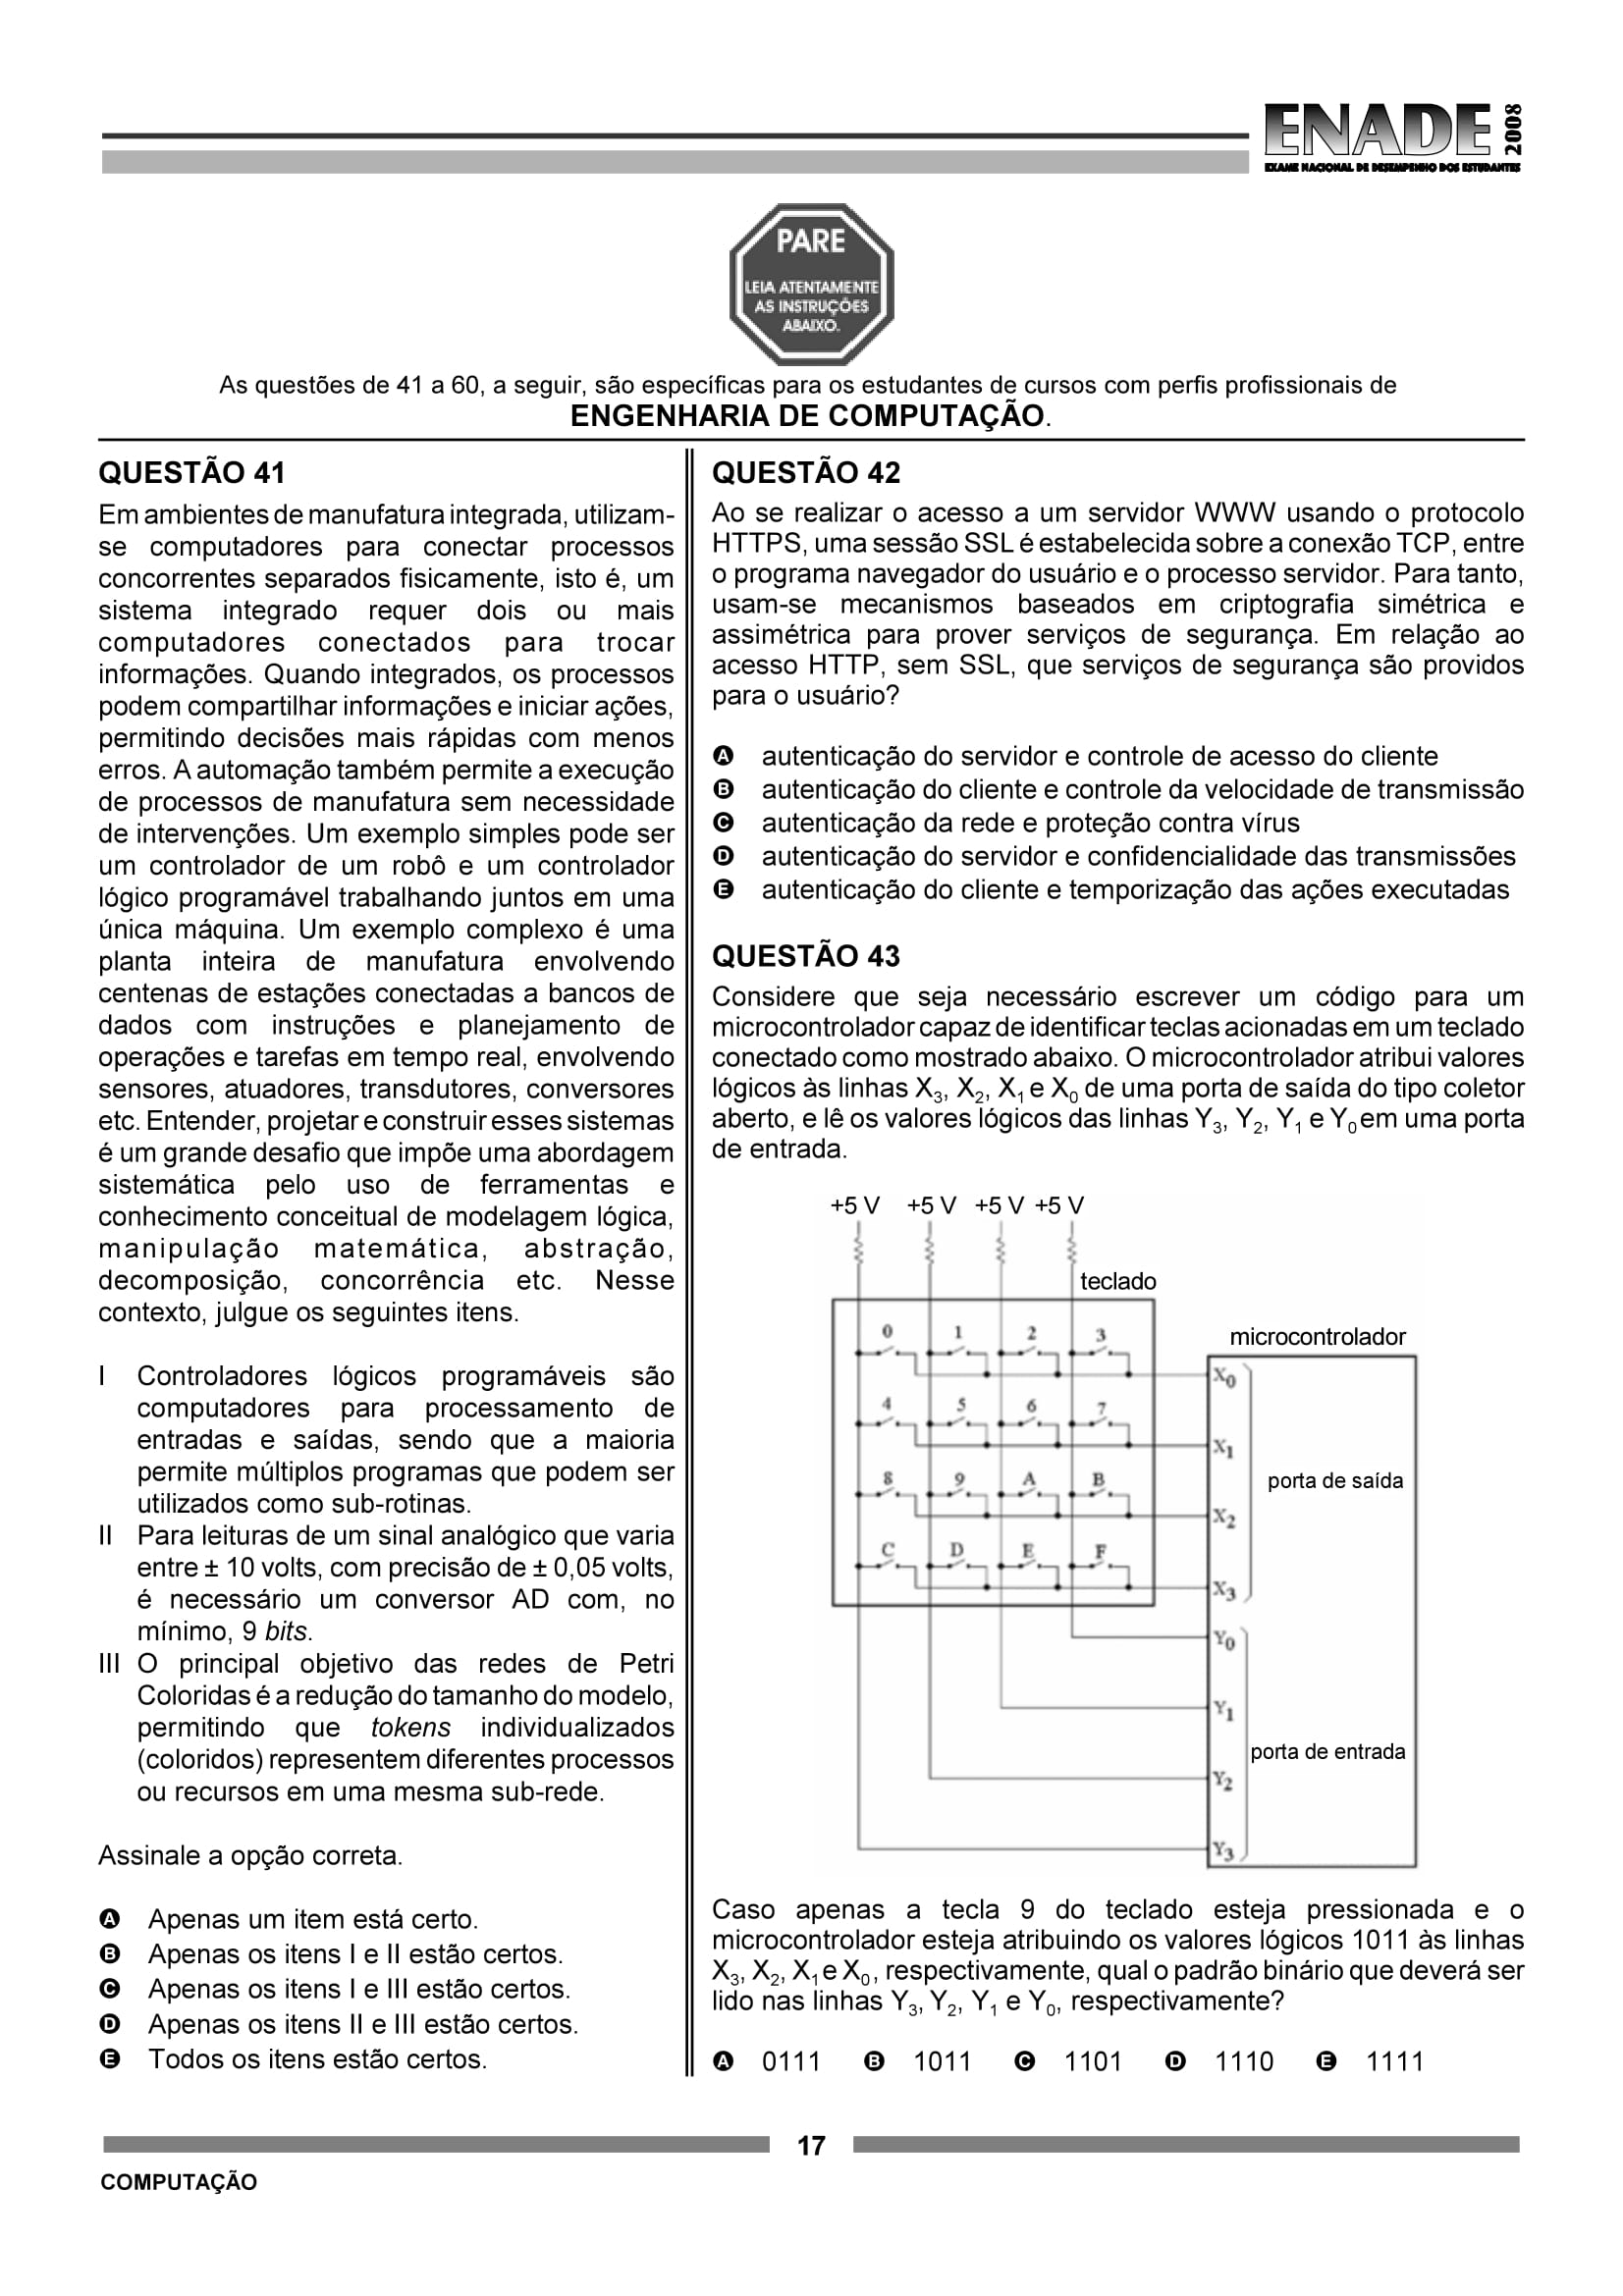 ENADE 2008
EXAME NACIONAL DE DESEMPENHO DOS ESTUDANTES
PARE
LEIA ATENTAMENTE
AS INSTRUÇÕES
ABAIXO.
As questões de 41 a 60, a seguir, são específicas para os estudantes de cursos com perfis profissionais de
ENGENHARIA DE COMPUTAÇÃO.
QUESTÃO 41
Em ambientes de manufatura integrada, utilizam-
se computadores para conectar processos
concorrentes separados fisicamente, isto é, um
sistema integrado requer dois ou mais
computadores conectados para trocar
informações. Quando integrados, os processos
podem compartilhar informações e iniciar ações,
permitindo decisões mais rápidas com menos
erros. A automação também permite a execução
de processos de manufatura sem necessidade
de intervenções. Um exemplo simples pode ser
um controlador de um robô e um controlador
lógico programável trabalhando juntos em uma
única máquina. Um exemplo complexo é uma
planta inteira de manufatura envolvendo
centenas de estações conectadas a bancos de
dados com instruções e planejamento de
operações e tarefas em tempo real, envolvendo
sensores, atuadores, transdutores, conversores
etc. Entender, projetar e construir esses sistemas
é um grande desafio que impõe uma abordagem
sistemática pelo uso de ferramentas e
conhecimento conceitual de modelagem lógica,
manipulação matemática, abstração,
decomposição, concorrência etc. Nesse
contexto, julgue os seguintes itens.
I Controladores lógicos programáveis são
computadores para processamento de
entradas e saídas, sendo que a maioria
permite múltiplos programas que podem ser
utilizados como sub-rotinas.
II Para leituras de um sinal analógico que varia
entre ± 10 volts, com precisão de ± 0,05 volts,
é necessário um conversor AD com, no
mínimo, 9 bits.
III O principal objetivo das redes de Petri
Coloridas é a redução do tamanho do modelo,
permitindo que tokens individualizados
(coloridos) representem diferentes processos
ou recursos em uma mesma sub-rede.
Assinale a opção correta.
A Apenas um item está certo.
B Apenas os itens I e II estão certos.
C Apenas os itens I e III estão certos.
D Apenas os itens II e III estão certos.
E Todos os itens estão certos.
QUESTÃO 42
Ao se realizar o acesso a um servidor WWW usando o protocolo
HTTPS, uma sessão SSL é estabelecida sobre a conexão TCP, entre
o programa navegador do usuário e o processo servidor. Para tanto,
usam-se mecanismos baseados em criptografia simétrica e
assimétrica para prover serviços de segurança. Em relação ao
acesso HTTP, sem SSL, que serviços de segurança são providos
para o usuário?
A autenticação do servidor e controle de acesso do cliente
B autenticação do cliente e controle da velocidade de transmissão
C autenticação da rede e proteção contra vírus
D autenticação do servidor e confidencialidade das transmissões
E autenticação do cliente e temporização das ações executadas
QUESTÃO 43
Considere que seja necessário escrever um código para um
microcontrolador capaz de identificar teclas acionadas em um teclado
conectado como mostrado abaixo. O microcontrolador atribui valores
lógicos às linhas X3, X2, X1 e X0 de uma porta de saída do tipo coletor
aberto, e lê os valores lógicos das linhas Y3, Y2, Y1 e Y0 em uma porta
de entrada.
+5 V +5 V +5 V +5 V
teclado
microcontrolador
0 1 2 3
X0
4 5 6 7
X1
porta de saída
8 9 A B
X2
C D E F
X3
Y0
Y1
porta de entrada
Y2
Y3
Caso apenas a tecla 9 do teclado esteja pressionada e o
microcontrolador esteja atribuindo os valores lógicos 1011 às linhas
X3, X2, X1 e X0, respectivamente, qual o padrão binário que deverá ser
lido nas linhas Y3, Y2, Y1 e Y0, respectivamente?
A 0111 B 1011 C 1101 D 1110 E 1111
17
COMPUTAÇÃO